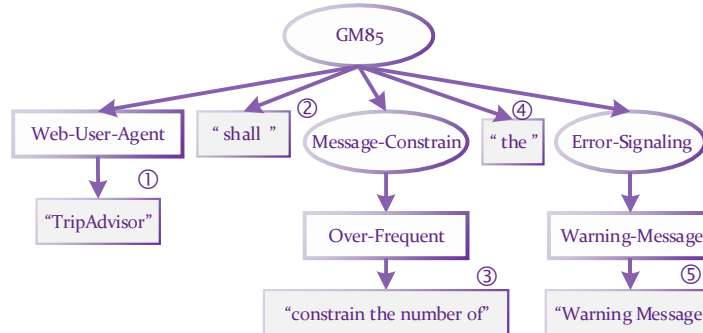 GM85
② ④
Web-User-Agent “ shall ” Message-Constrain “ the ” Error-Signaling
①
“TripAdvisor” Over-Frequent Warning-Message
③ ⑤
“constrain the number of” “Warning Message